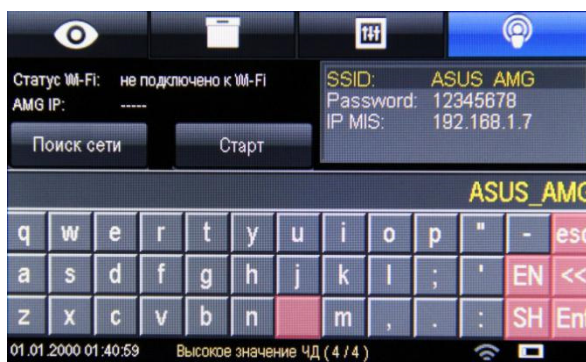 Статус Wi-Fi: не подключено к Wi-Fi
AMG IP: -----
Поиск сети
Старт
SSID: ASUS_AMG
Password: 12345678
IP MIS: 192.168.1.7
ASUS_AMG
q w e r t y u i o p " - esc
a s d f g h j k l ; ' EN <<
z x c v b n m , . : SH Ent
01.01.2000 01:40:59 Высокое значение ЧД ( 4 / 4 )